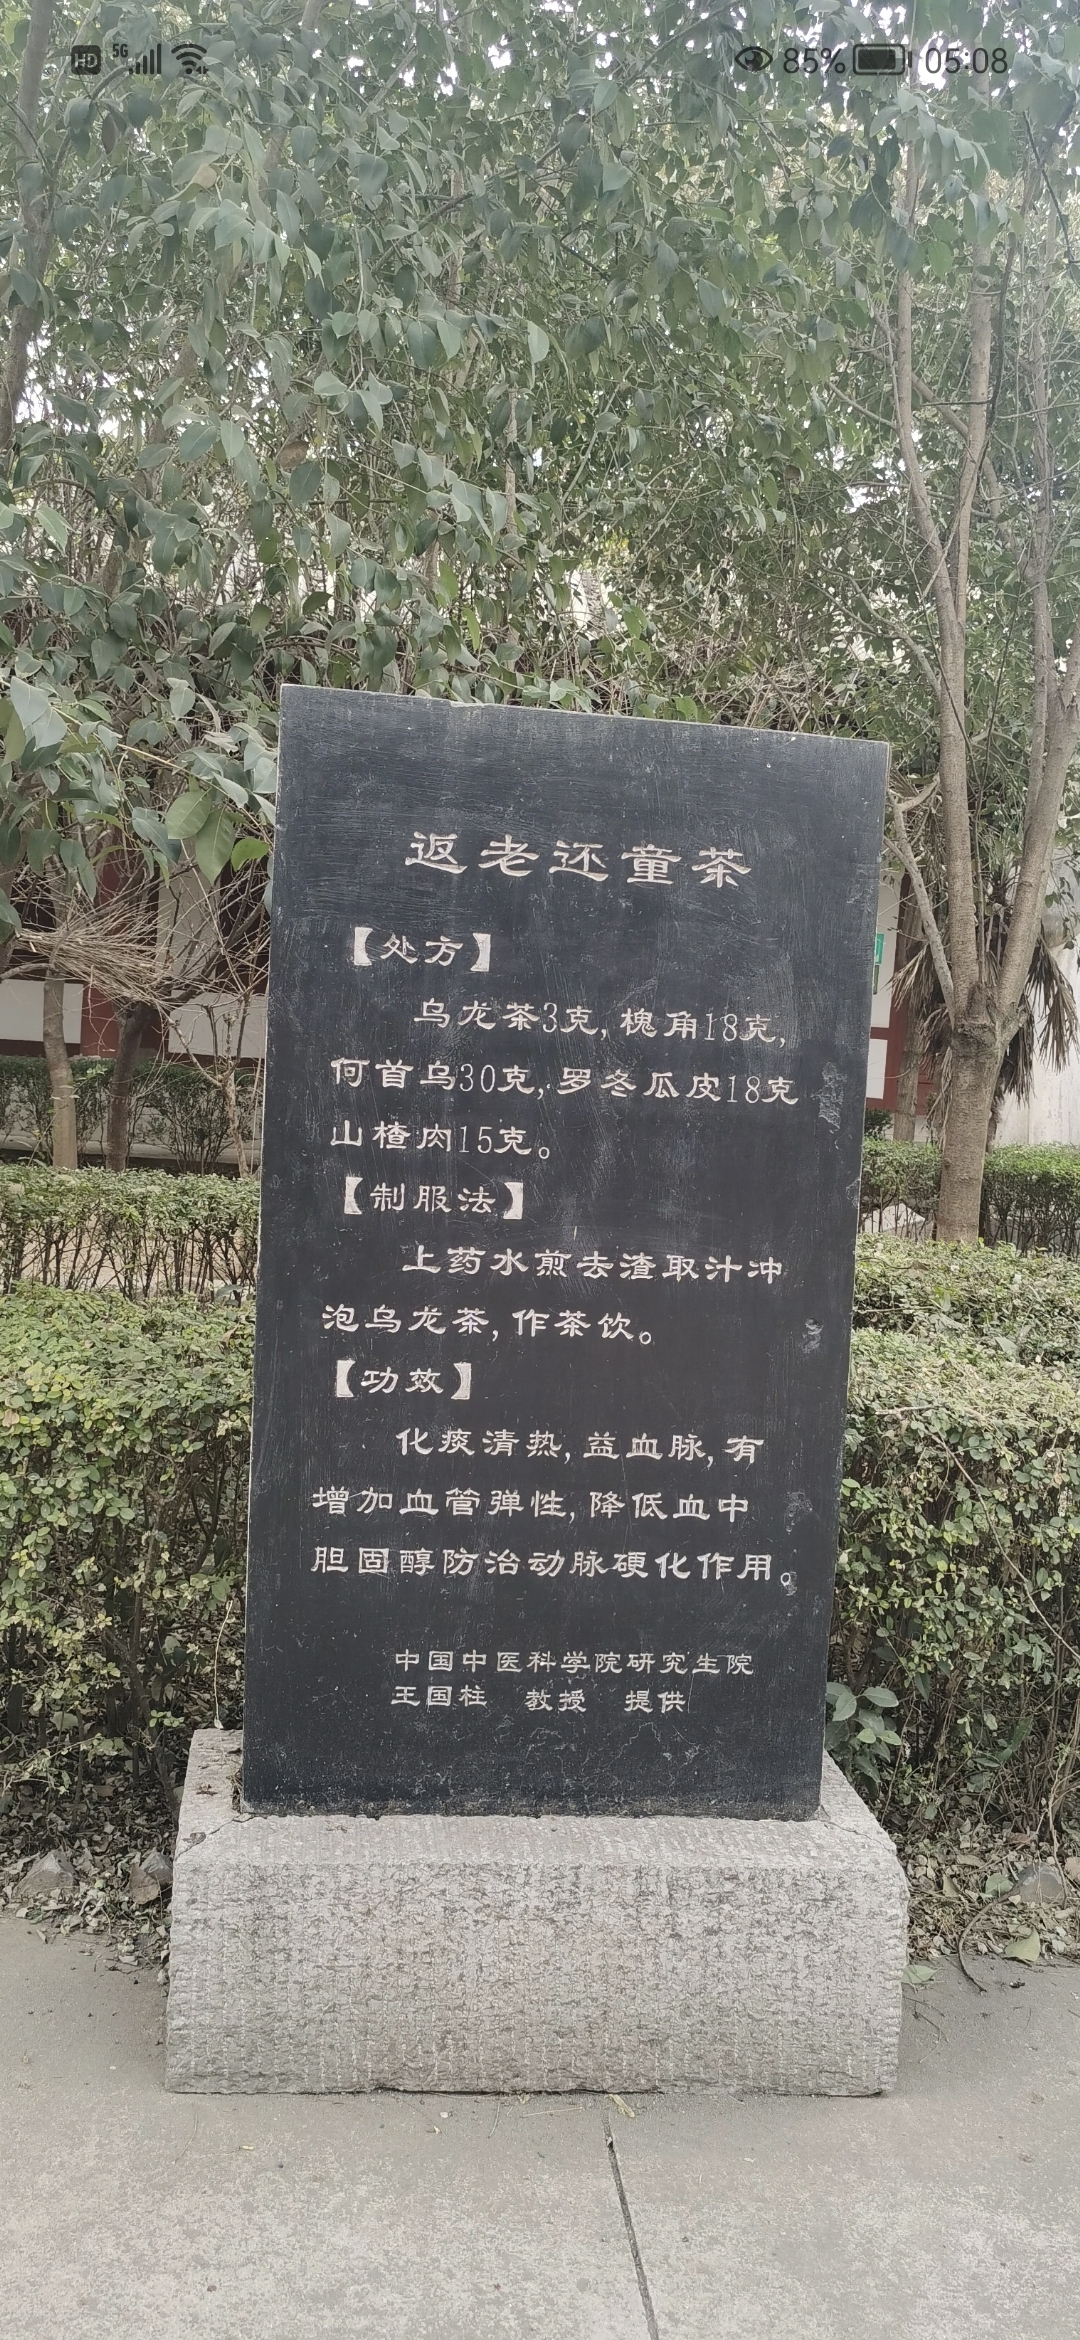 HD 5G 85% 05:08
返老还童茶
【处方】
乌龙茶3克,槐角18克,
何首乌30克,罗冬瓜皮18克
山楂肉15克。
【制服法】
上药水煎去渣取汁冲
泡乌龙茶,作茶饮。
【功效】
化痰清热,益血脉,有
增加血管弹性,降低血中
胆固醇防治动脉硬化作用。
中国中医科学院研究生院
王国柱 教授 提供